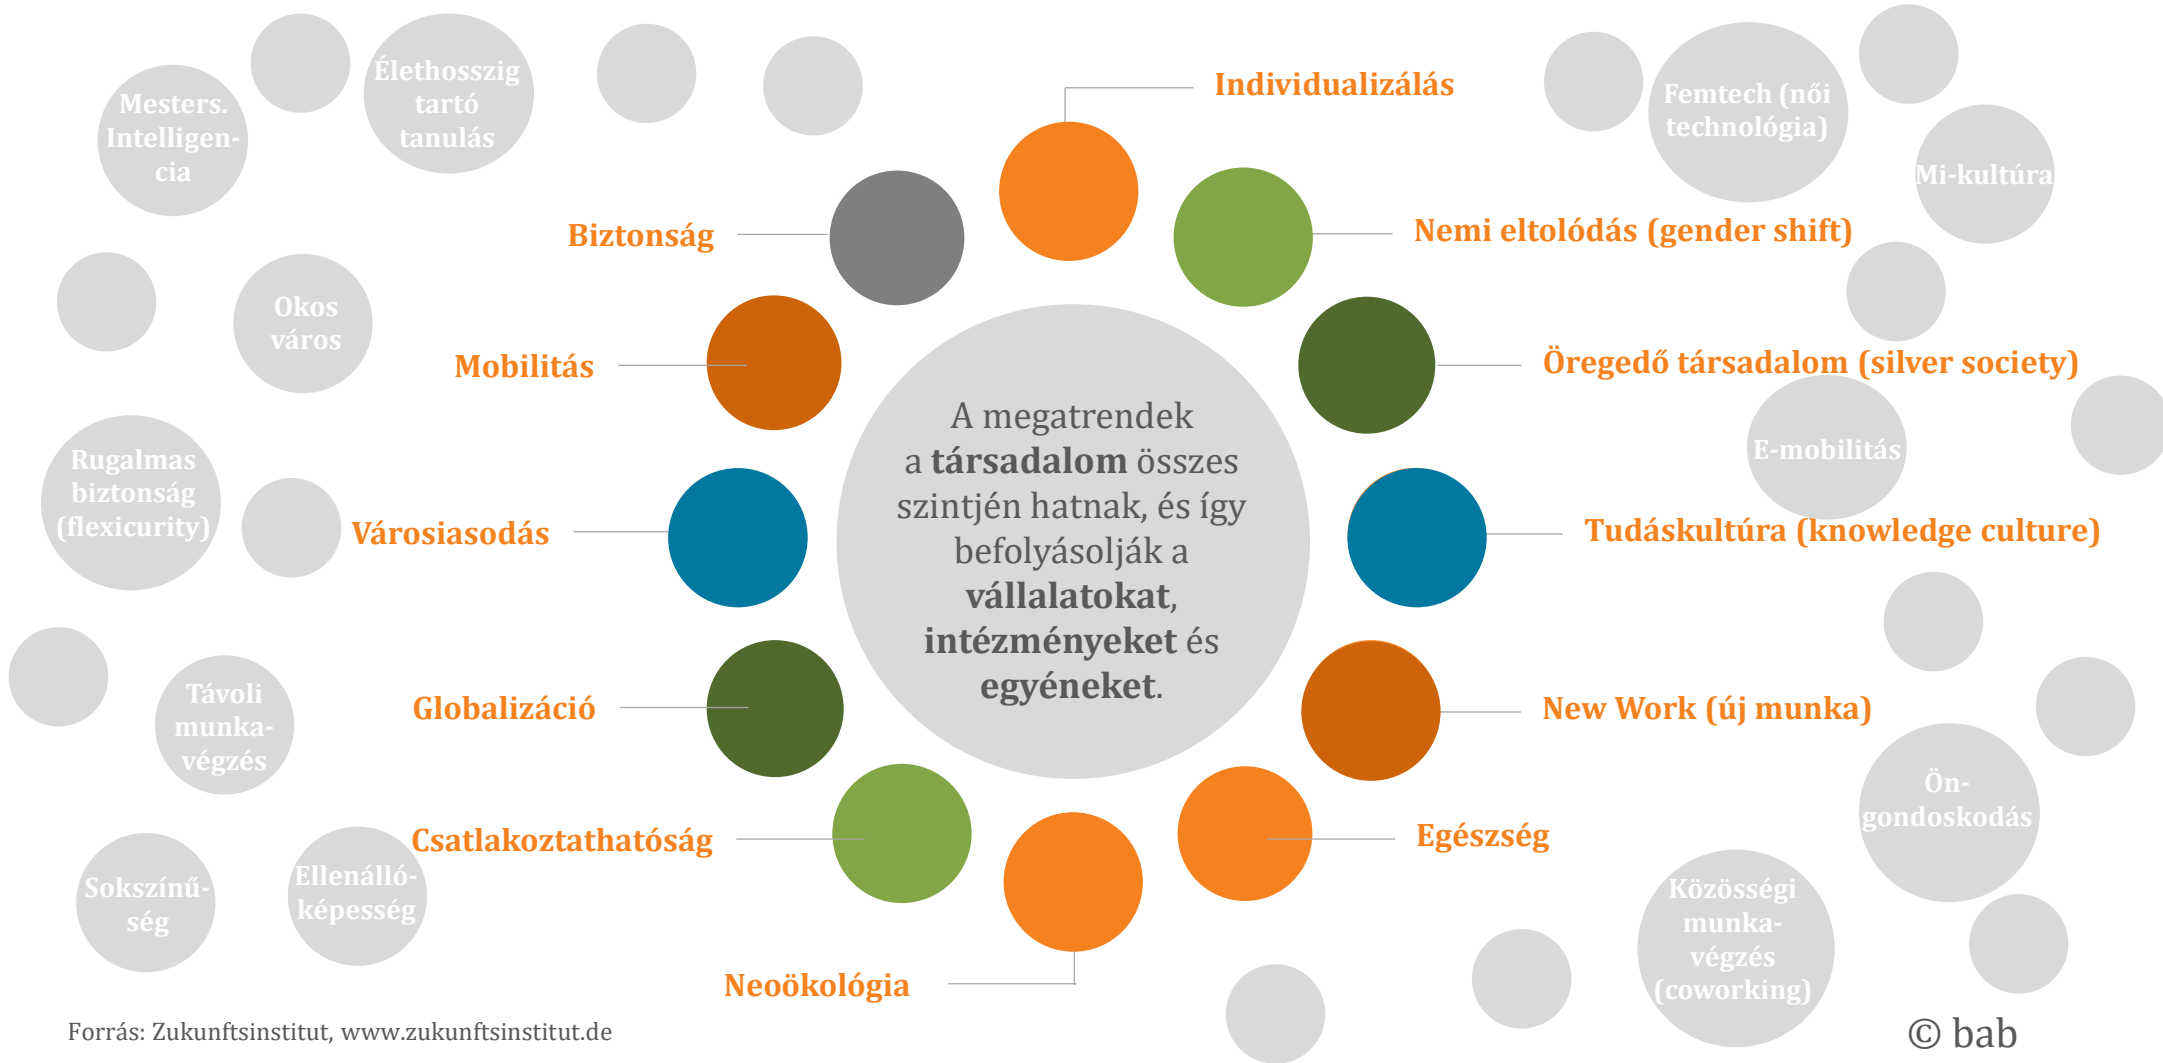 Mesters.
Intelligen-
cia
Élethosszig
tartó
tanulás
Individualizálás
Femtech (női
technológia)
Mi-kultúra
Biztonság
Nemi eltolódás (gender shift)
Okos
város
Mobilitás
Öregedő társadalom (silver society)
A megatrendek
a társadalom összes
szintjén hatnak, és így
befolyásolják a
vállalatokat,
intézményeket és
egyéneket.
E-mobilitás
Rugalmas
biztonság
(flexicurity)
Városiasodás
Tudáskultúra (knowledge culture)
Távoli
munka-
végzés
Globalizáció
New Work (új munka)
Ön-
gondoskodás
Csatlakoztathatóság
Egészség
Sokszínű-
ség
Ellenálló-
képesség
Közösségi
munka-
végzés
(coworking)
Neoökológia
Forrás: Zukunftsinstitut, www.zukunftsinstitut.de
© bab